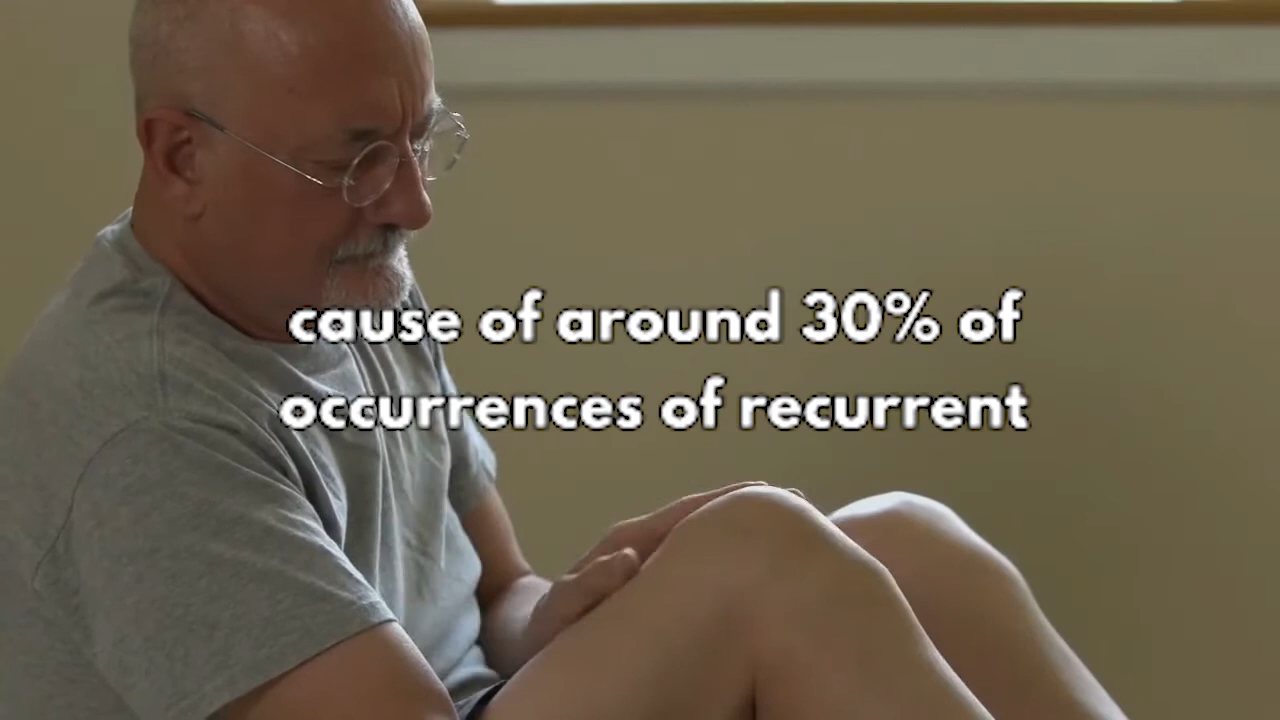 cause of around 30% of
occurrences of recurrent